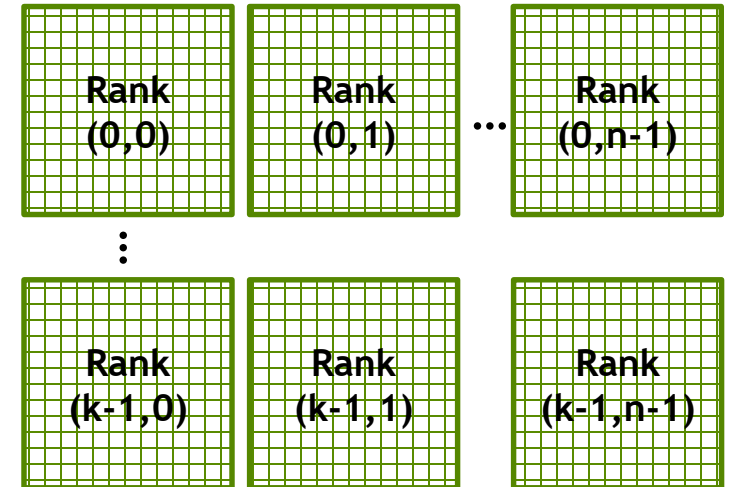 Rank
(0,0)
Rank
(0,1)
...
Rank
(0,n-1)
⋮
Rank
(k-1,0)
Rank
(k-1,1)
Rank
(k-1,n-1)